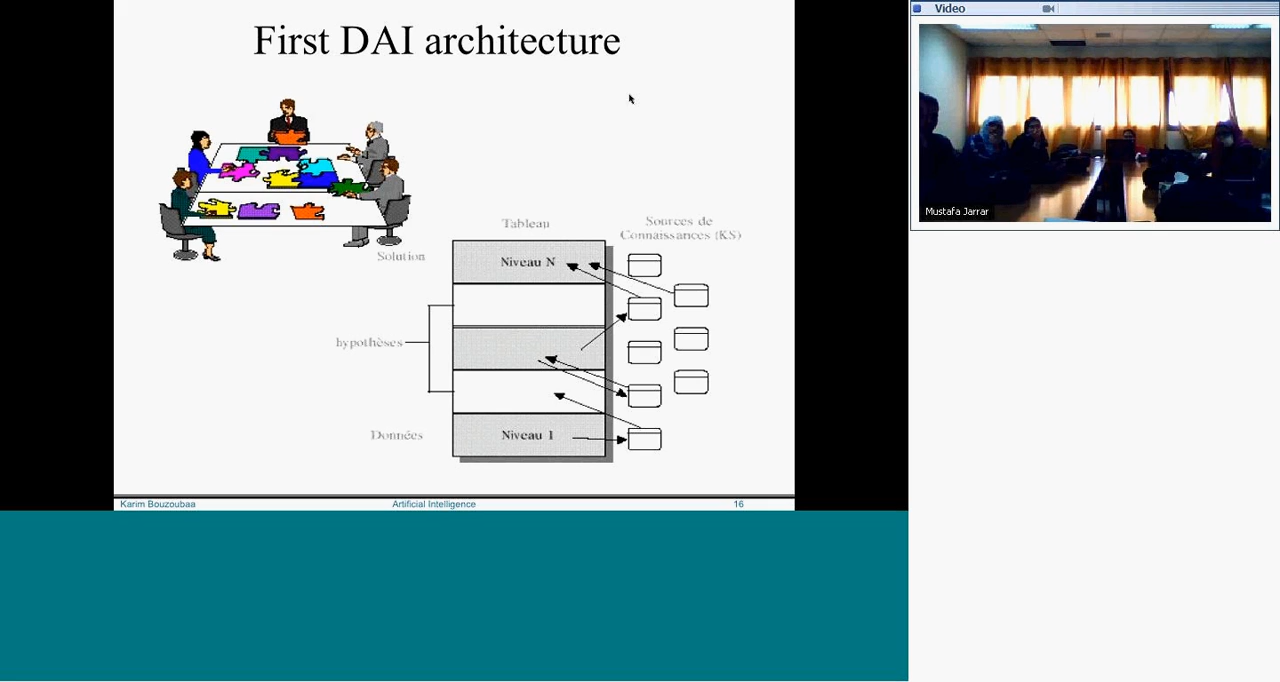 First DAI architecture
Video
Mustafa Jarrar
Tableau
Sources de
Connaissances (KS)
Solution
Niveau N
hypothèses
Données
Niveau 1
Karim Bouzoubaa
Artificial Intelligence
16